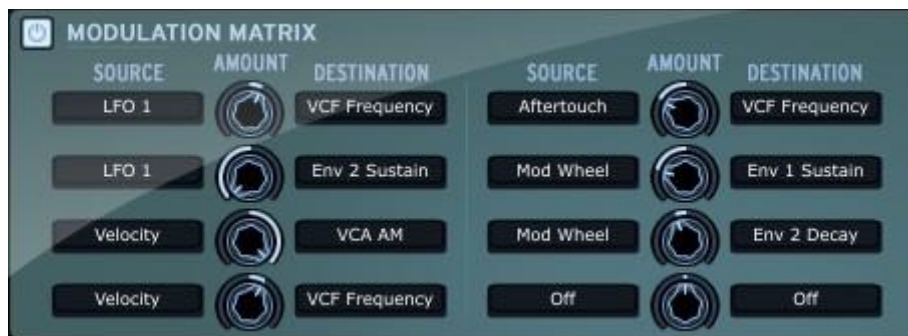 MODULATION MATRIX
SOURCE AMOUNT DESTINATION SOURCE AMOUNT DESTINATION
LFO 1 VCF Frequency Aftertouch VCF Frequency
LFO 1 Env 2 Sustain Mod Wheel Env 1 Sustain
Velocity VCA AM Mod Wheel Env 2 Decay
Velocity VCF Frequency Off Off